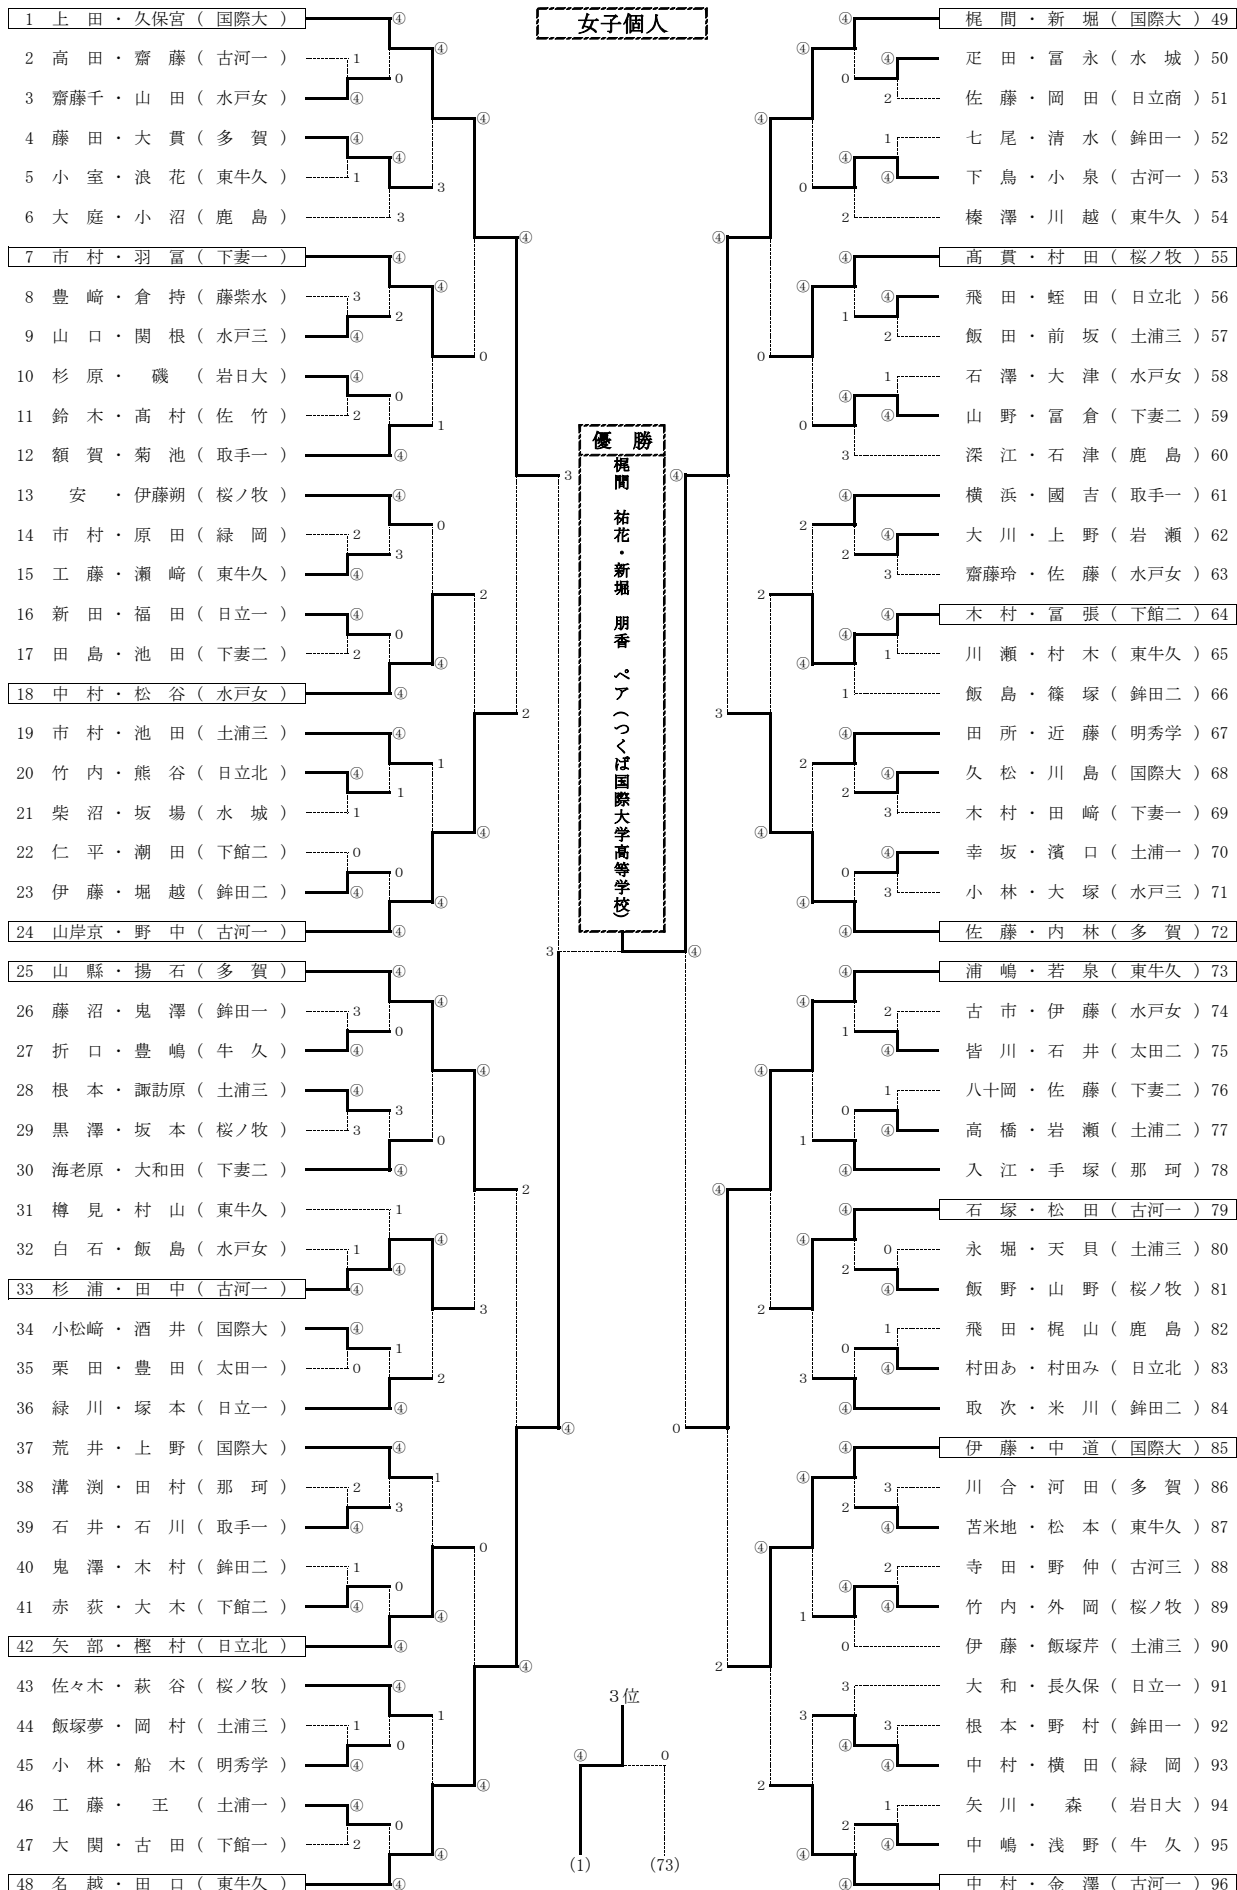 女子個人
1 上 田・久保宮 ( 国際大 )
2 高 田・齋 藤 ( 古河一 )
3 齋藤千・山 田 ( 水戸女 )
4 藤 田・大 貫 ( 多 賀 )
5 小 室・浪 花 ( 東牛久 )
6 大 庭・小 沼 ( 鹿 島 )
7 市 村・羽 冨 ( 下妻一 )
8 豊 﨑・倉 持 ( 藤紫水 )
9 山 口・関 根 ( 水戸三 )
10 杉 原・ 磯 ( 岩日大 )
11 鈴 木・髙 村 ( 佐 竹 )
12 額 賀・菊 池 ( 取手一 )
13 安 ・伊藤朔 ( 桜ノ牧 )
14 市 村・原 田 ( 緑 岡 )
15 工 藤・瀬 﨑 ( 東牛久 )
16 新 田・福 田 ( 日立一 )
17 田 島・池 田 ( 下妻二 )
18 中 村・松 谷 ( 水戸女 )
19 市 村・池 田 ( 土浦三 )
20 竹 内・熊 谷 ( 日立北 )
21 柴 沼・坂 場 ( 水 城 )
22 仁 平・潮 田 ( 下館二 )
23 伊 藤・堀 越 ( 鉾田二 )
24 山岸京・野 中 ( 古河一 )
25 山 縣・揚 石 ( 多 賀 )
26 藤 沼・鬼 澤 ( 鉾田一 )
27 折 口・豊 嶋 ( 牛 久 )
28 根 本・諏訪原 ( 土浦三 )
29 黒 澤・坂 本 ( 桜ノ牧 )
30 海老原・大和田 ( 下妻二 )
31 樽 見・村 山 ( 東牛久 )
32 白 石・飯 島 ( 水戸女 )
33 杉 浦・田 中 ( 古河一 )
34 小松﨑・酒 井 ( 国際大 )
35 栗 田・豊 田 ( 太田一 )
36 緑 川・塚 本 ( 日立一 )
37 荒 井・上 野 ( 国際大 )
38 溝 渕・田 村 ( 那 珂 )
39 石 井・石 川 ( 取手一 )
40 鬼 澤・木 村 ( 鉾田二 )
41 赤 荻・大 木 ( 下館二 )
42 矢 部・樫 村 ( 日立北 )
43 佐々木・萩 谷 ( 桜ノ牧 )
44 飯塚夢・岡 村 ( 土浦三 )
45 小 林・船 木 ( 明秀学 )
46 工 藤・ 王 ( 土浦一 )
47 大 関・古 田 ( 下館一 )
48 名 越・田 口 ( 東牛久 )
優 勝
梶間 祐花・新堀 朋香 ペア(つくば国際大学高等学校)
3位
④ 0
(1) (73)
梶 間・新 堀 ( 国際大 ) 49
疋 田・冨 永 ( 水 城 ) 50
佐 藤・岡 田 ( 日立商 ) 51
七 尾・清 水 ( 鉾田一 ) 52
下 鳥・小 泉 ( 古河一 ) 53
榛 澤・川 越 ( 東牛久 ) 54
髙 貫・村 田 ( 桜ノ牧 ) 55
飛 田・蛭 田 ( 日立北 ) 56
飯 田・前 坂 ( 土浦三 ) 57
石 澤・大 津 ( 水戸女 ) 58
山 野・冨 倉 ( 下妻二 ) 59
深 江・石 津 ( 鹿 島 ) 60
横 浜・國 吉 ( 取手一 ) 61
大 川・上 野 ( 岩 瀬 ) 62
齋藤玲・佐 藤 ( 水戸女 ) 63
木 村・冨 張 ( 下館二 ) 64
川 瀬・村 木 ( 東牛久 ) 65
飯 島・篠 塚 ( 鉾田二 ) 66
田 所・近 藤 ( 明秀学 ) 67
久 松・川 島 ( 国際大 ) 68
木 村・田 﨑 ( 下妻一 ) 69
幸 坂・濱 口 ( 土浦一 ) 70
小 林・大 塚 ( 水戸三 ) 71
佐 藤・内 林 ( 多 賀 ) 72
浦 嶋・若 泉 ( 東牛久 ) 73
古 市・伊 藤 ( 水戸女 ) 74
皆 川・石 井 ( 太田二 ) 75
八十岡・佐 藤 ( 下妻二 ) 76
高 橋・岩 瀬 ( 土浦二 ) 77
入 江・手 塚 ( 那 珂 ) 78
石 塚・松 田 ( 古河一 ) 79
永 堀・天 貝 ( 土浦三 ) 80
飯 野・山 野 ( 桜ノ牧 ) 81
飛 田・梶 山 ( 鹿 島 ) 82
村田あ・村田み ( 日立北 ) 83
取 次・米 川 ( 鉾田二 ) 84
伊 藤・中 道 ( 国際大 ) 85
川 合・河 田 ( 多 賀 ) 86
苫米地・松 本 ( 東牛久 ) 87
寺 田・野 仲 ( 古河三 ) 88
竹 内・外 岡 ( 桜ノ牧 ) 89
伊 藤・飯塚芹 ( 土浦三 ) 90
大 和・長久保 ( 日立一 ) 91
根 本・野 村 ( 鉾田一 ) 92
中 村・横 田 ( 緑 岡 ) 93
矢 川・ 森 ( 岩日大 ) 94
中 嶋・浅 野 ( 牛 久 ) 95
中 村・金 澤 ( 古河一 ) 96